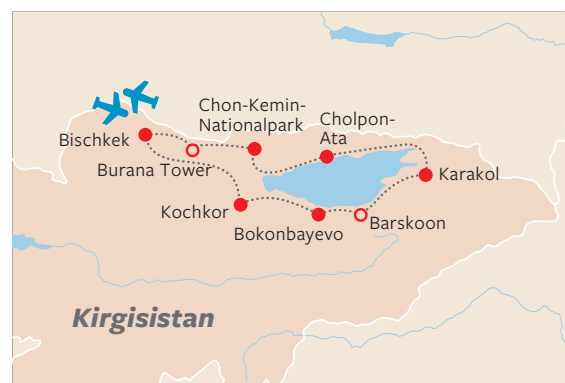 Chon-Kemin-
Nationalpark
Cholpon-
Ata
Bischkek
Burana Tower
Karakol
Kochkor
Barskoon
Bokonbayevo
Kirgisistan